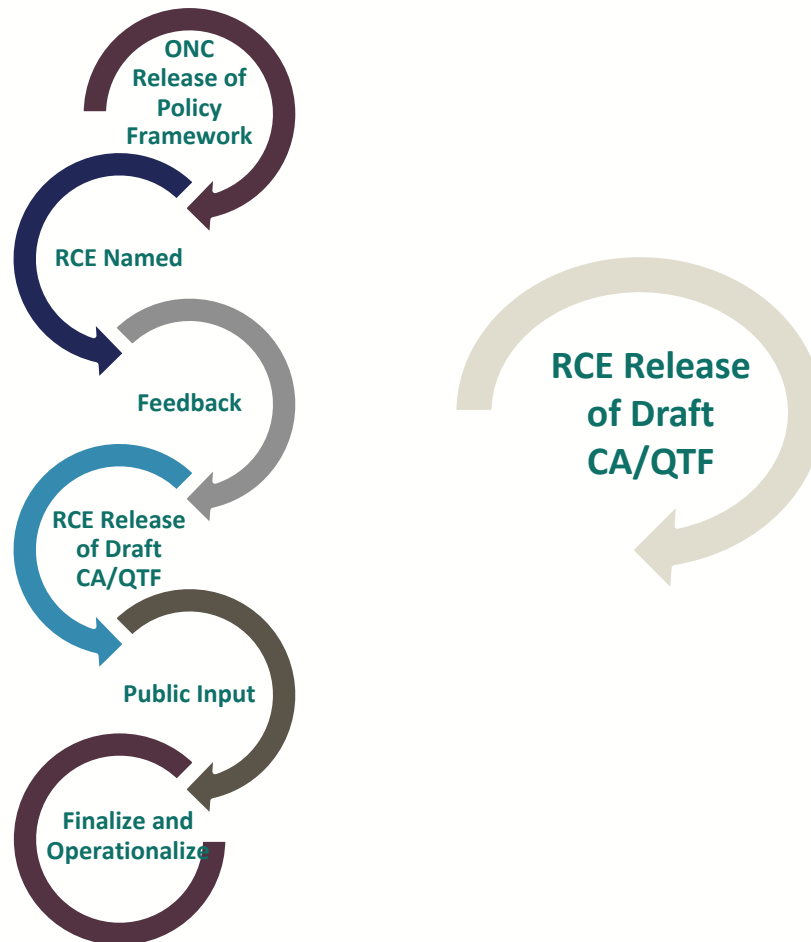 ONC
Release of
Policy
Framework
RCE Named
Feedback
RCE Release
of Draft
CA/QTF
Public Input
Finalize and
Operationalize
RCE Release
of Draft
CA/QTF